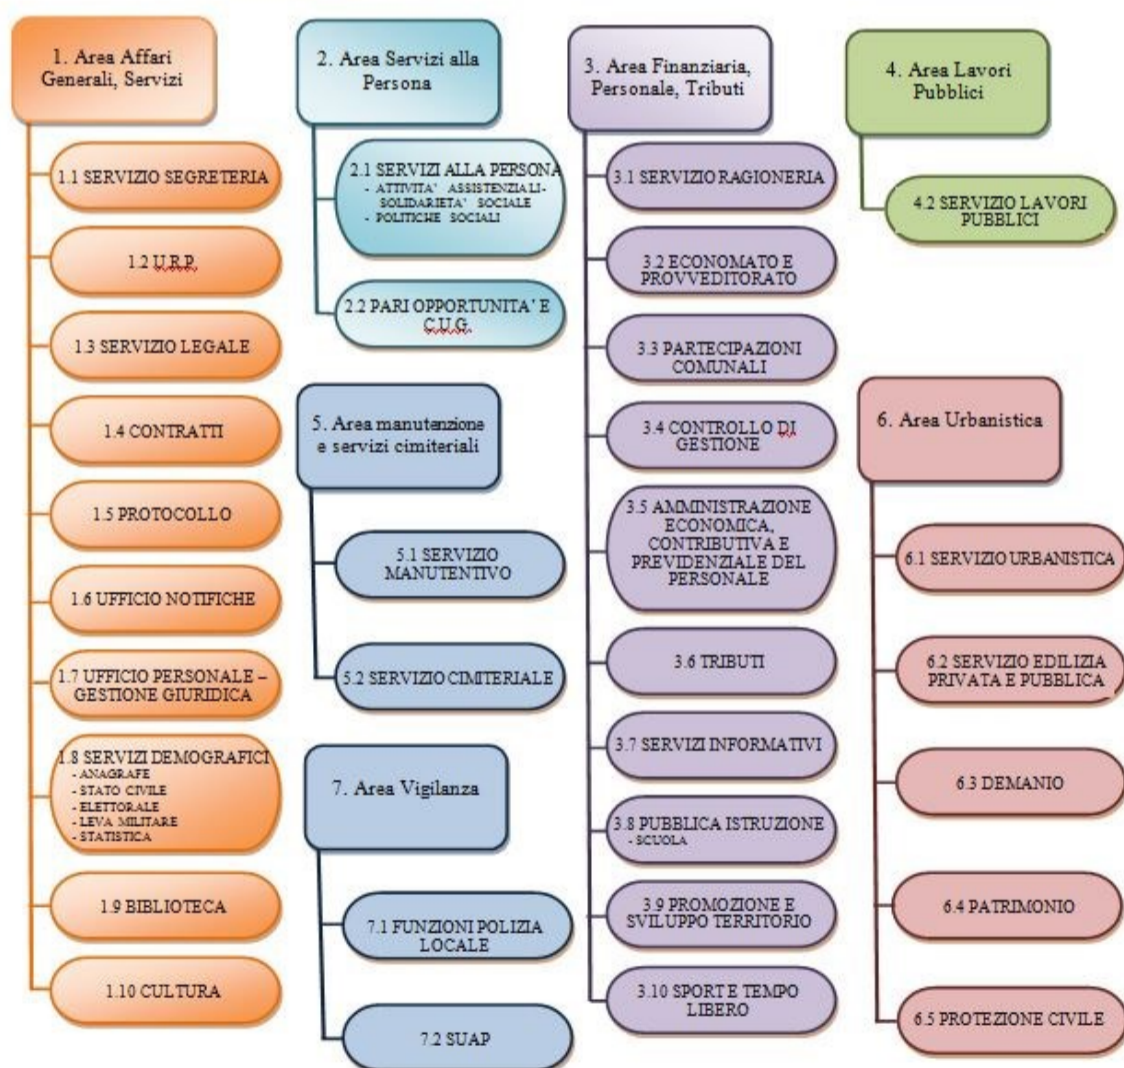 1. Area Affari
Generali, Servizi
1.1 SERVIZIO SEGRETERIA
1.2 U.R.P.
1.3 SERVIZIO LEGALE
1.4 CONTRATTI
1.5 PROTOCOLLO
1.6 UFFICIO NOTIFICHE
1.7 UFFICIO PERSONALE –
GESTIONE GIURIDICA
1.8 SERVIZI DEMOGRAFICI
- ANAGRAFE
- STATO CIVILE
- ELETTORALE
- LEVA MILITARE
- STATISTICA
1.9 BIBLIOTECA
1.10 CULTURA
2. Area Servizi alla
Persona
2.1 SERVIZI ALLA PERSONA
- ATTIVITA' ASSISTENZIALI-
SOLIDARIETA' SOCIALE
- POLITICHE SOCIALI
2.2 PARI OPPORTUNITA' E
C.U.G.
3. Area Finanziaria,
Personale, Tributi
3.1 SERVIZIO RAGIONERIA
3.2 ECONOMATO E
PROVVEDITORATO
3.3 PARTECIPAZIONI
COMUNALI
3.4 CONTROLLO DI
GESTIONE
3.5 AMMINISTRAZIONE
ECONOMICA,
CONTRIBUTIVA E
PREVIDENZIALE DEL
PERSONALE
3.6 TRIBUTI
3.7 SERVIZI INFORMATIVI
3.8 PUBBLICA ISTRUZIONE
- SCUOLA
3.9 PROMOZIONE E
SVILUPPO TERRITORIO
3.10 SPORT E TEMPO
LIBERO
4. Area Lavori
Pubblici
4.2 SERVIZIO LAVORI
PUBBLICI
5. Area manutenzione
e servizi cimiteriali
5.1 SERVIZIO
MANUTENTIVO
5.2 SERVIZIO CIMITERIALE
6. Area Urbanistica
6.1 SERVIZIO URBANISTICA
6.2 SERVIZIO EDILIZIA
PRIVATA E PUBBLICA
6.3 DEMANIO
6.4 PATRIMONIO
6.5 PROTEZIONE CIVILE
7. Area Vigilanza
7.1 FUNZIONI POLIZIA
LOCALE
7.2 SUAP